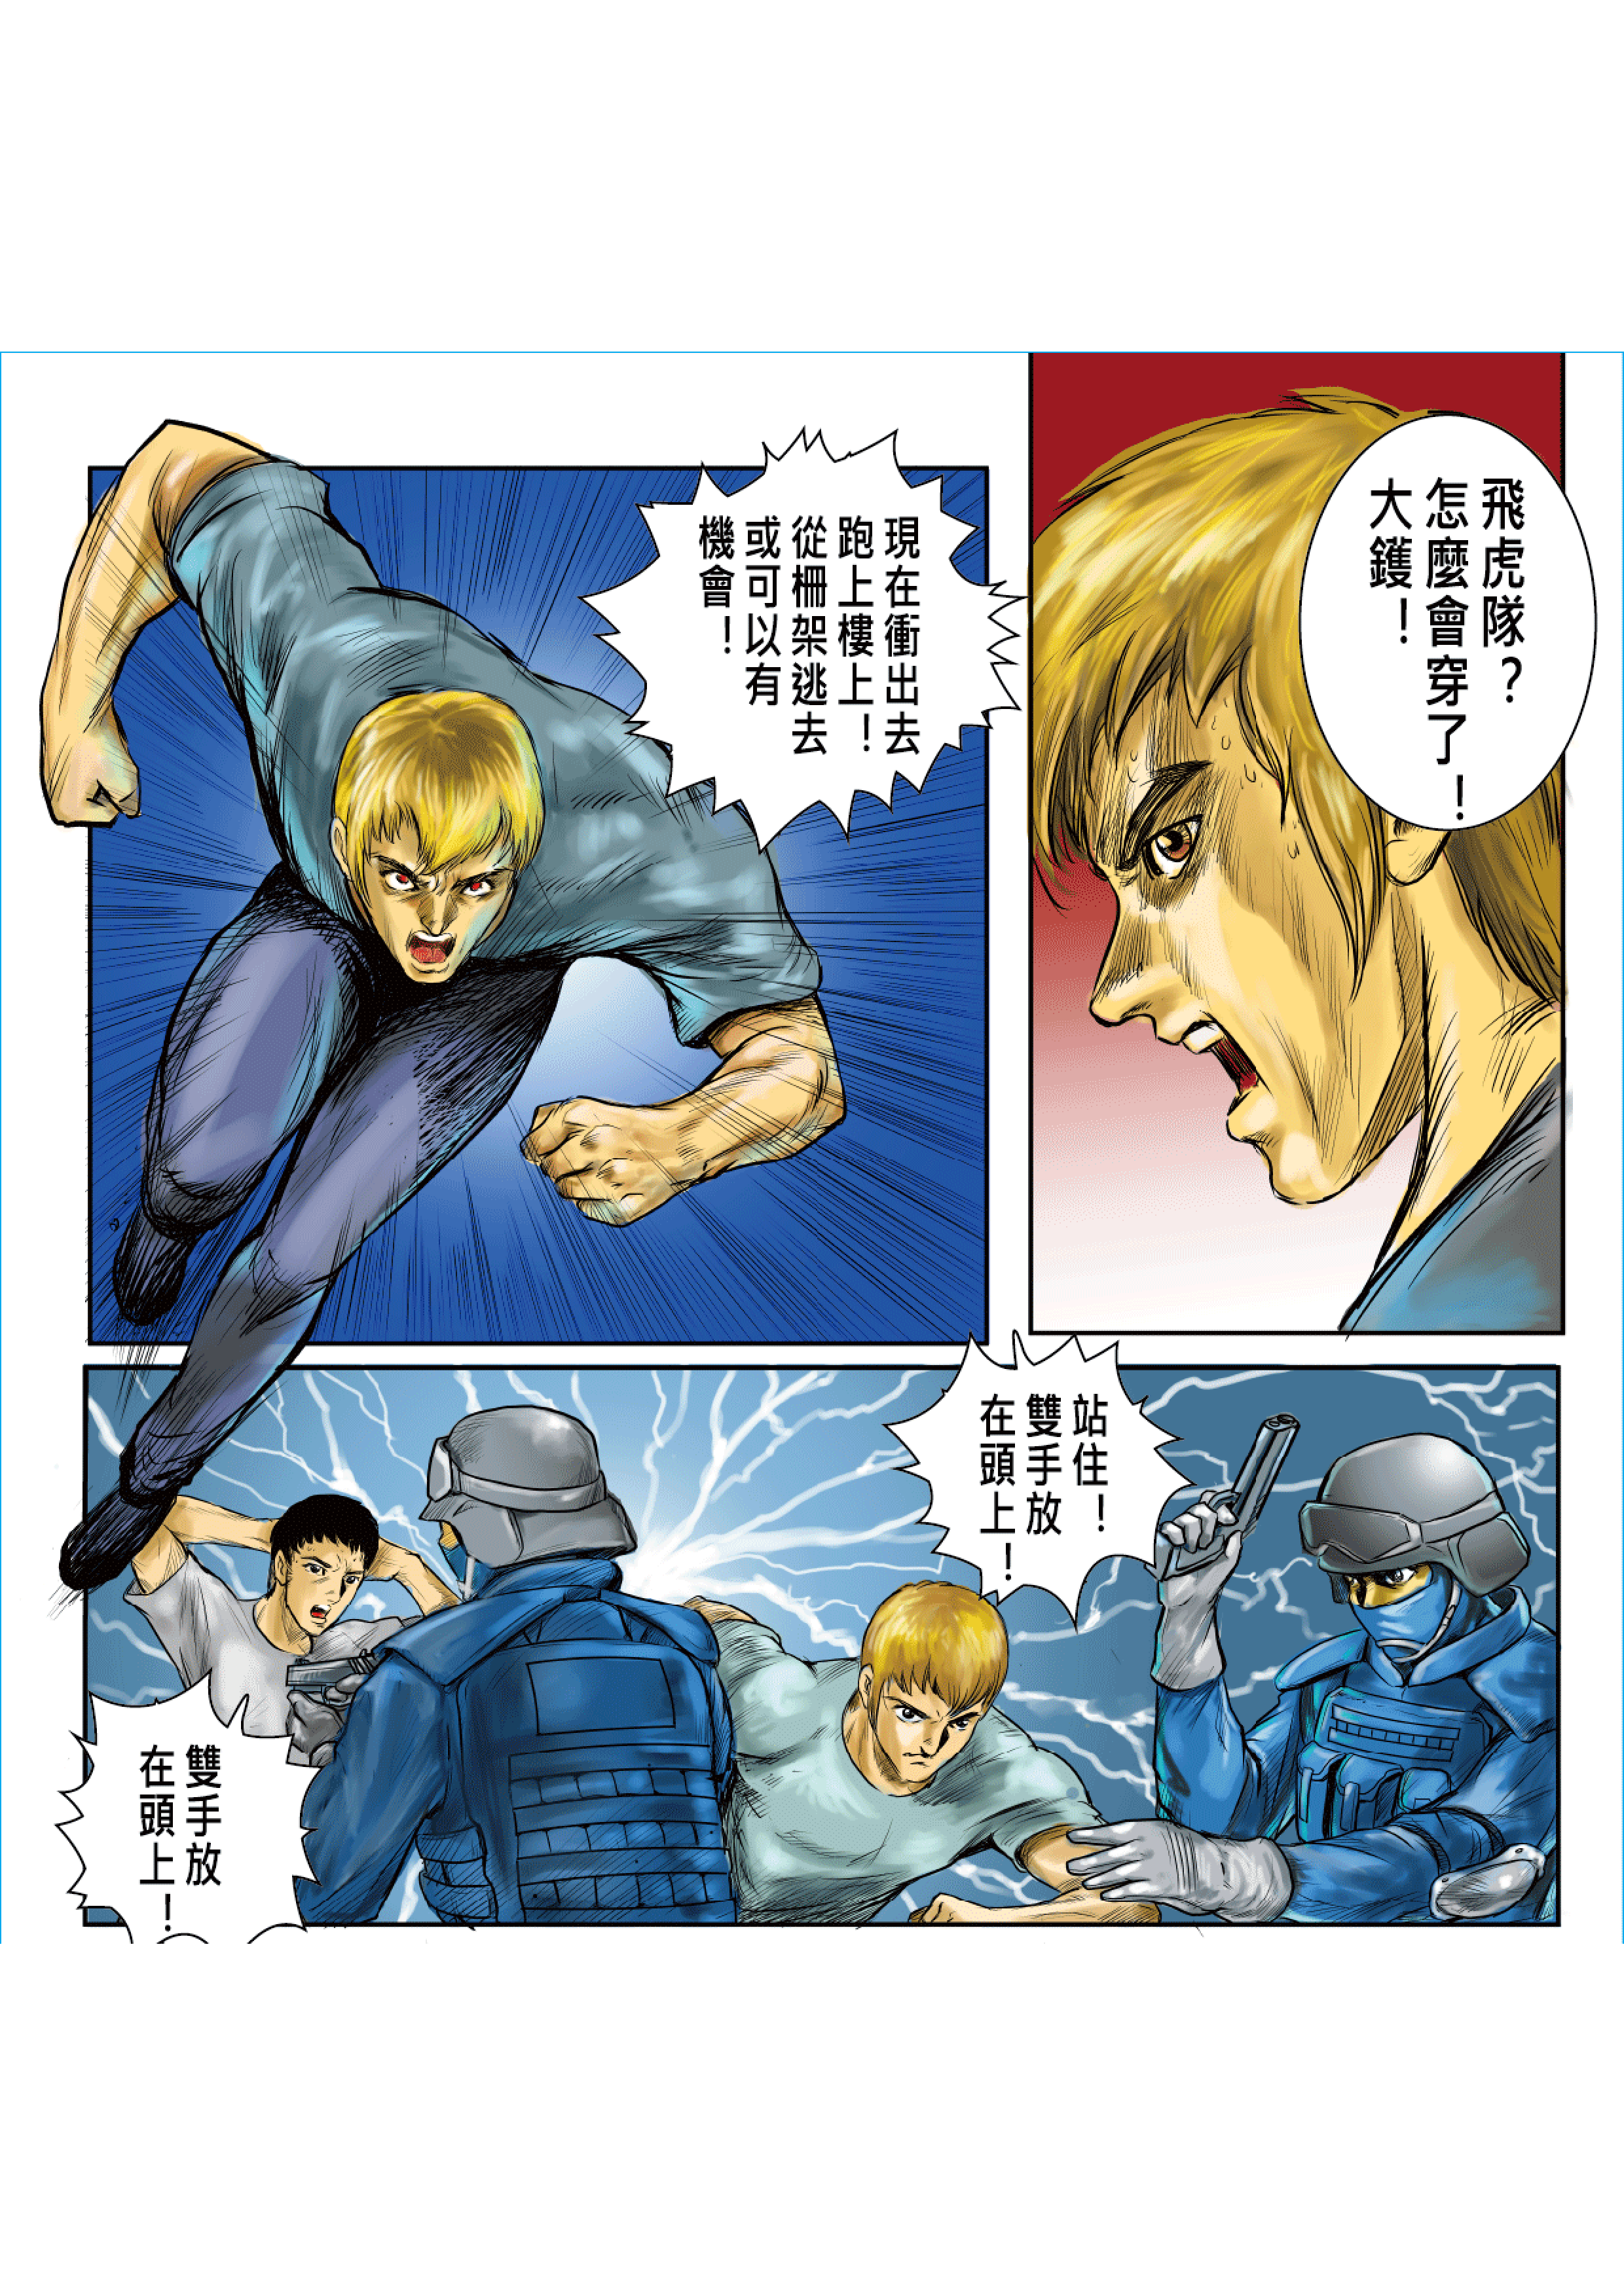 飛虎隊？
怎麼會穿了！
大鑊！
現在衝出去
跑上樓上！
從柵架逃去
或可以有
機會！
站住！
雙手放
在頭上！
雙手放
在頭上！